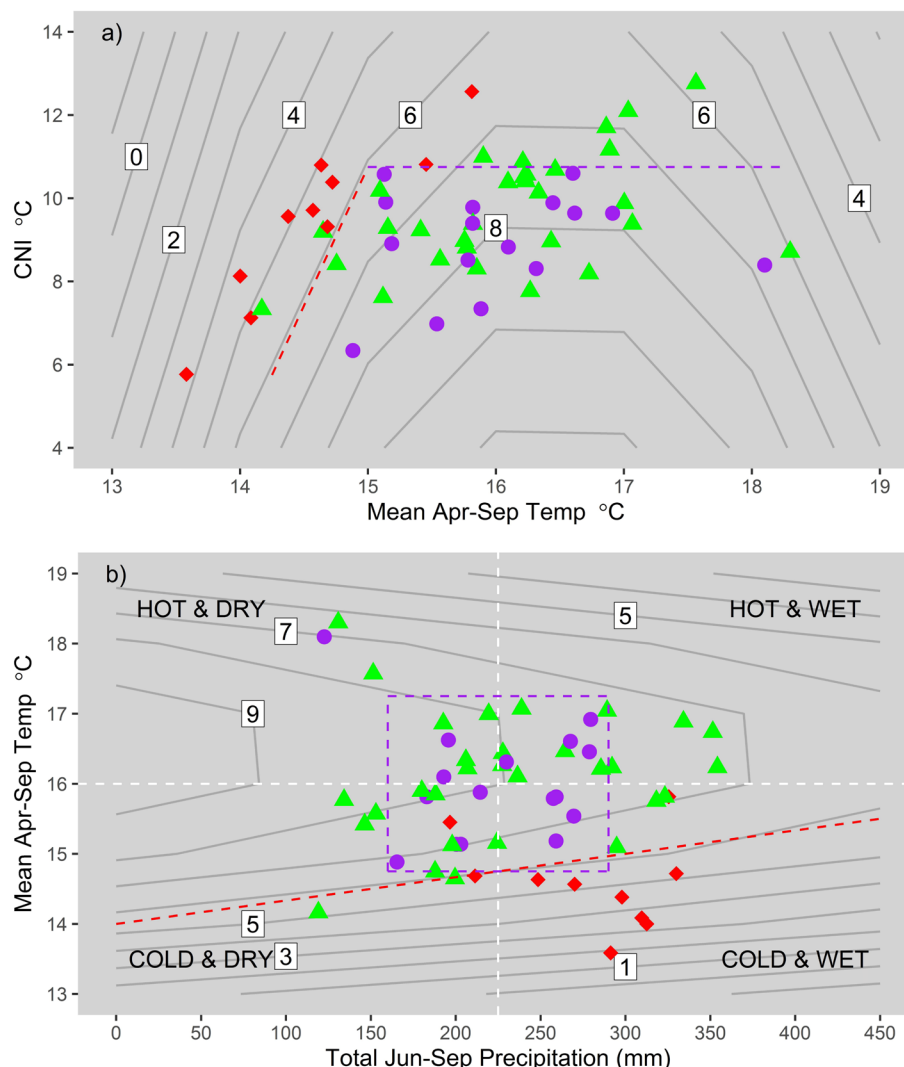 a)
14
12
10
8
6
4
CNI °C
0
2
4
6
8
6
4
13 14 15 16 17 18 19
Mean Apr-Sep Temp °C
b)
19
18
17
16
15
14
13
Mean Apr-Sep Temp °C
HOT & DRY
HOT & WET
5
7
9
5
3
1
COLD & DRY
COLD & WET
0 50 100 150 200 250 300 350 400 450
Total Jun-Sep Precipitation (mm)